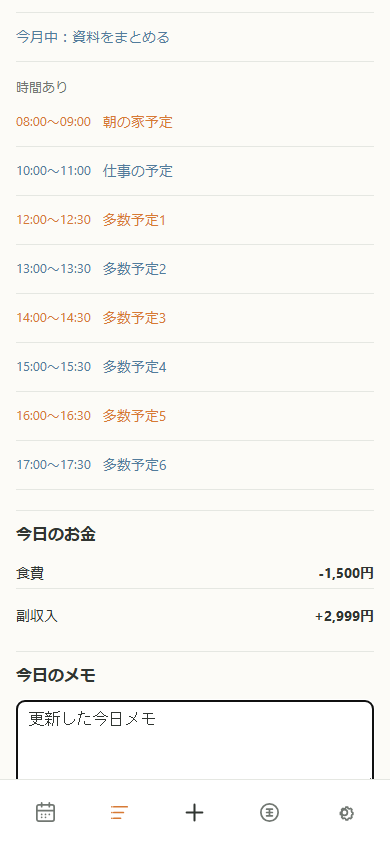 今月中：資料をまとめる
時間あり
08:00〜09:00 朝の家予定
10:00〜11:00 仕事の予定
12:00〜12:30 多数予定1
13:00〜13:30 多数予定2
14:00〜14:30 多数予定3
15:00〜15:30 多数予定4
16:00〜16:30 多数予定5
17:00〜17:30 多数予定6
今日のお金
食費 -1,500円
副収入 +2,999円
今日のメモ
更新した今日メモ